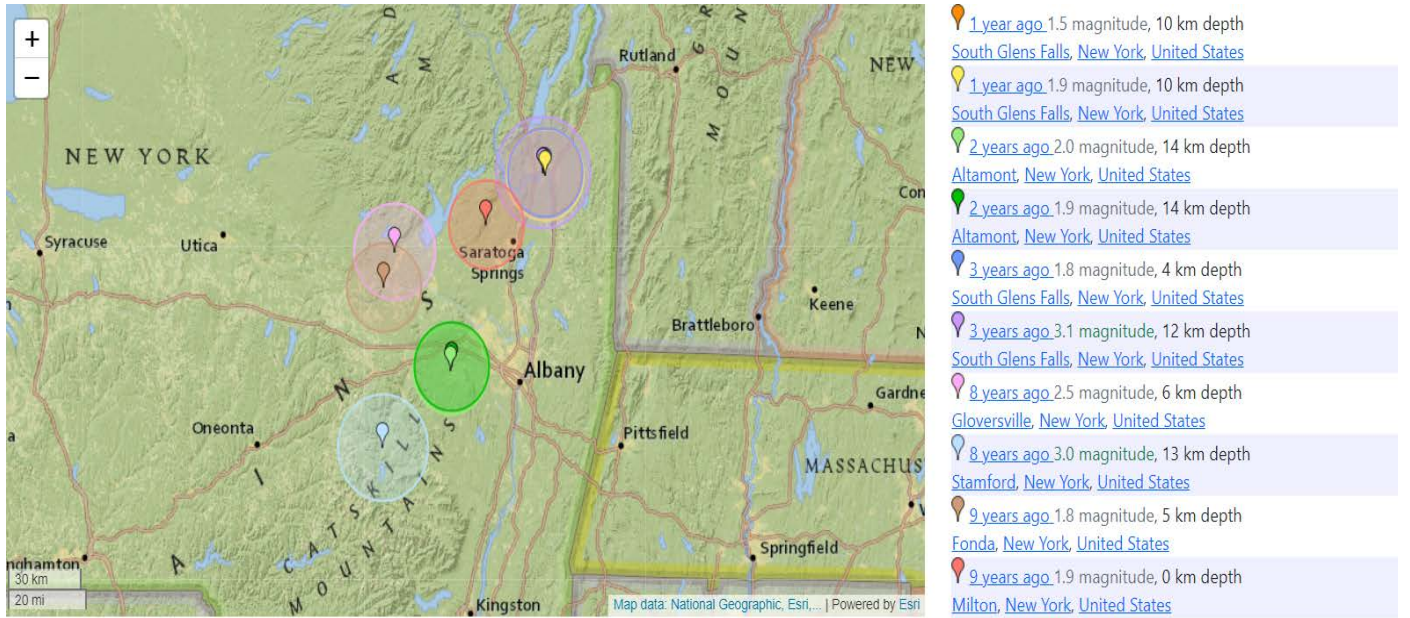 +
−
NEW YORK
Syracuse
Utica
Rutland
NEW
A D
A M
G R
M O U N
Con
Saratoga
Springs
Keene
Brattleboro
N
S
Albany
Gardne
Oneonta
Pittsfield
MASSACHUS
CATSKILL
MOUNTAINS
A I N
a
Springfield
nghamton
Kingston
30 km
20 mi
Map data: National Geographic, Esri,... | Powered by Esri
1 year ago 1.5 magnitude, 10 km depth
South Glens Falls, New York, United States
1 year ago 1.9 magnitude, 10 km depth
South Glens Falls, New York, United States
2 years ago 2.0 magnitude, 14 km depth
Altamont, New York, United States
2 years ago 1.9 magnitude, 14 km depth
Altamont, New York, United States
3 years ago 1.8 magnitude, 4 km depth
South Glens Falls, New York, United States
3 years ago 3.1 magnitude, 12 km depth
South Glens Falls, New York, United States
8 years ago 2.5 magnitude, 6 km depth
Gloversville, New York, United States
8 years ago 3.0 magnitude, 13 km depth
Stamford, New York, United States
9 years ago 1.8 magnitude, 5 km depth
Fonda, New York, United States
9 years ago 1.9 magnitude, 0 km depth
Milton, New York, United States